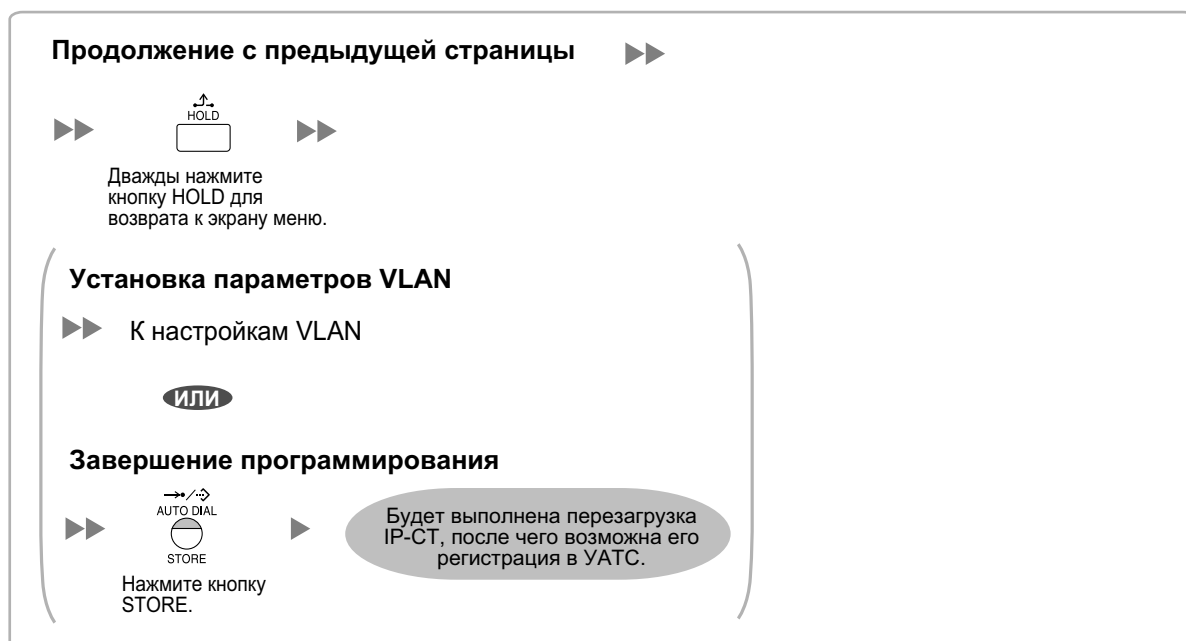 Продолжение с предыдущей страницы
HOLD
Дважды нажмите
кнопку HOLD для
возврата к экрану меню.
Установка параметров VLAN
К настройкам VLAN
ИЛИ
Завершение программирования
AUTO DIAL
STORE
Нажмите кнопку
STORE.
Будет выполнена перезагрузка
IP-СТ, после чего возможна его
регистрация в УАТС.